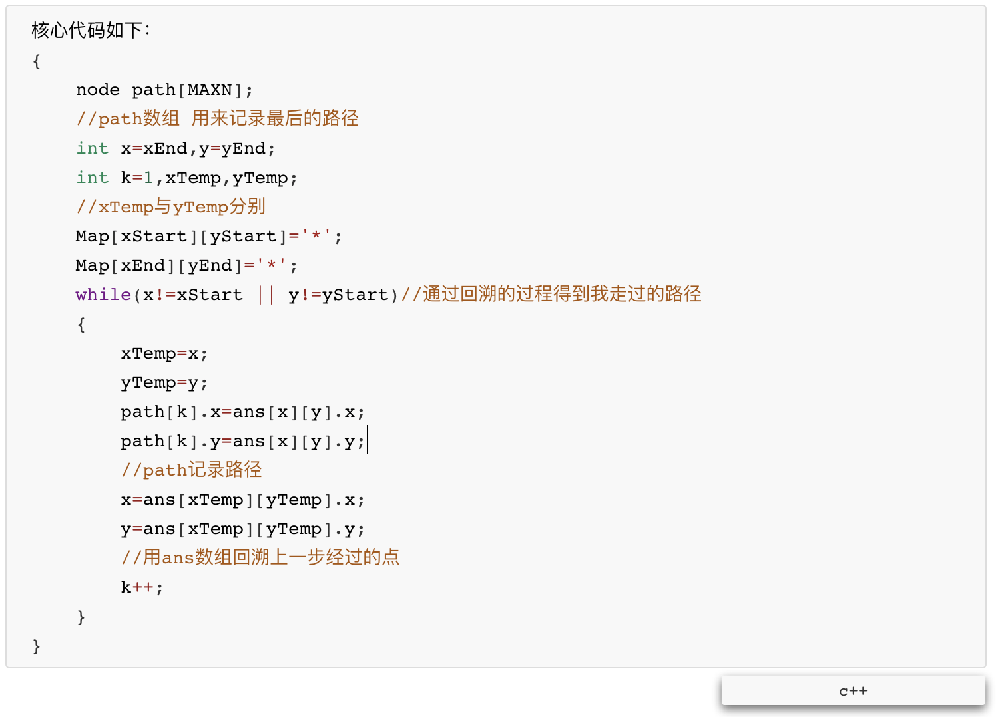 核心代码如下：
{
    node path[MAXN];
    //path数组 用来记录最后的路径
    int x=xEnd,y=yEnd;
    int k=1,xTemp,yTemp;
    //xTemp与yTemp分别
    Map[xStart][yStart]='*';
    Map[xEnd][yEnd]='*';
    while(x!=xStart || y!=yStart)//通过回溯的过程得到我走过的路径
    {
        xTemp=x;
        yTemp=y;
        path[k].x=ans[x][y].x;
        path[k].y=ans[x][y].y;
        //path记录路径
        x=ans[xTemp][yTemp].x;
        y=ans[xTemp][yTemp].y;
        //用ans数组回溯上一步经过的点
        k++;
    }
}
c++